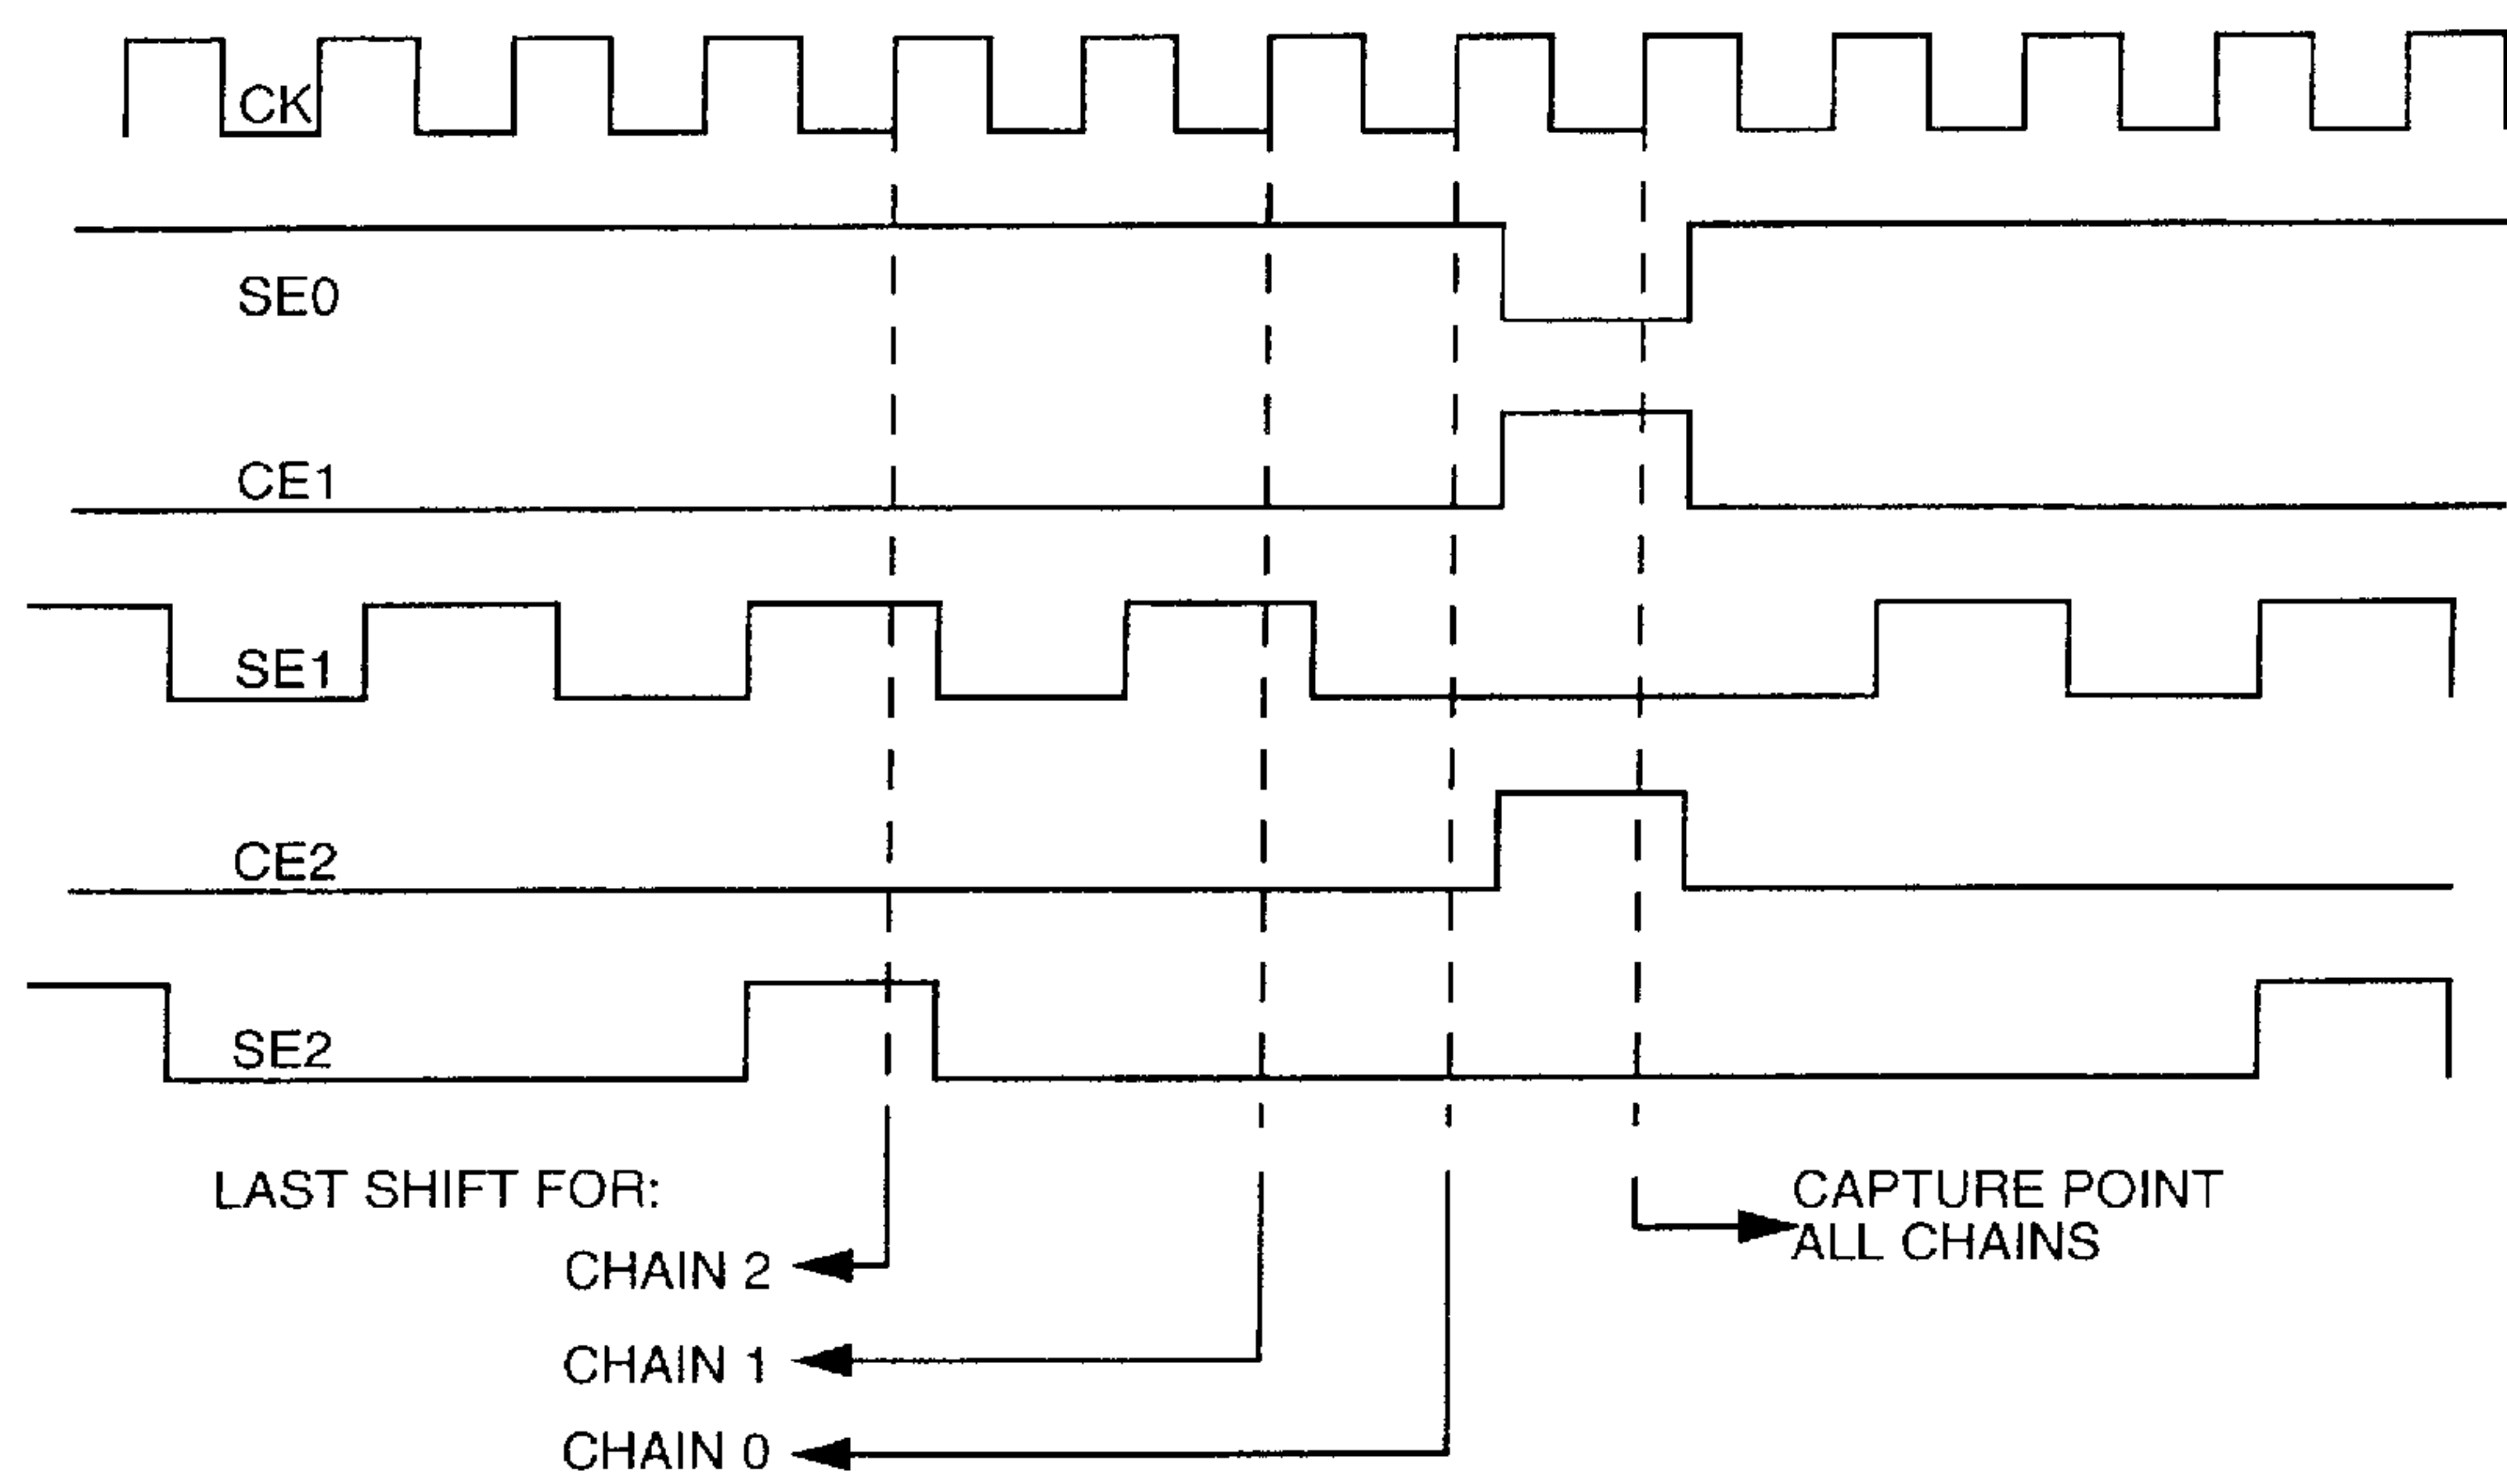 CK
SE0
CE1
SE1
CE2
SE2
LAST SHIFT FOR:
CHAIN 2
CHAIN 1
CHAIN 0
CAPTURE POINT
ALL CHAINS